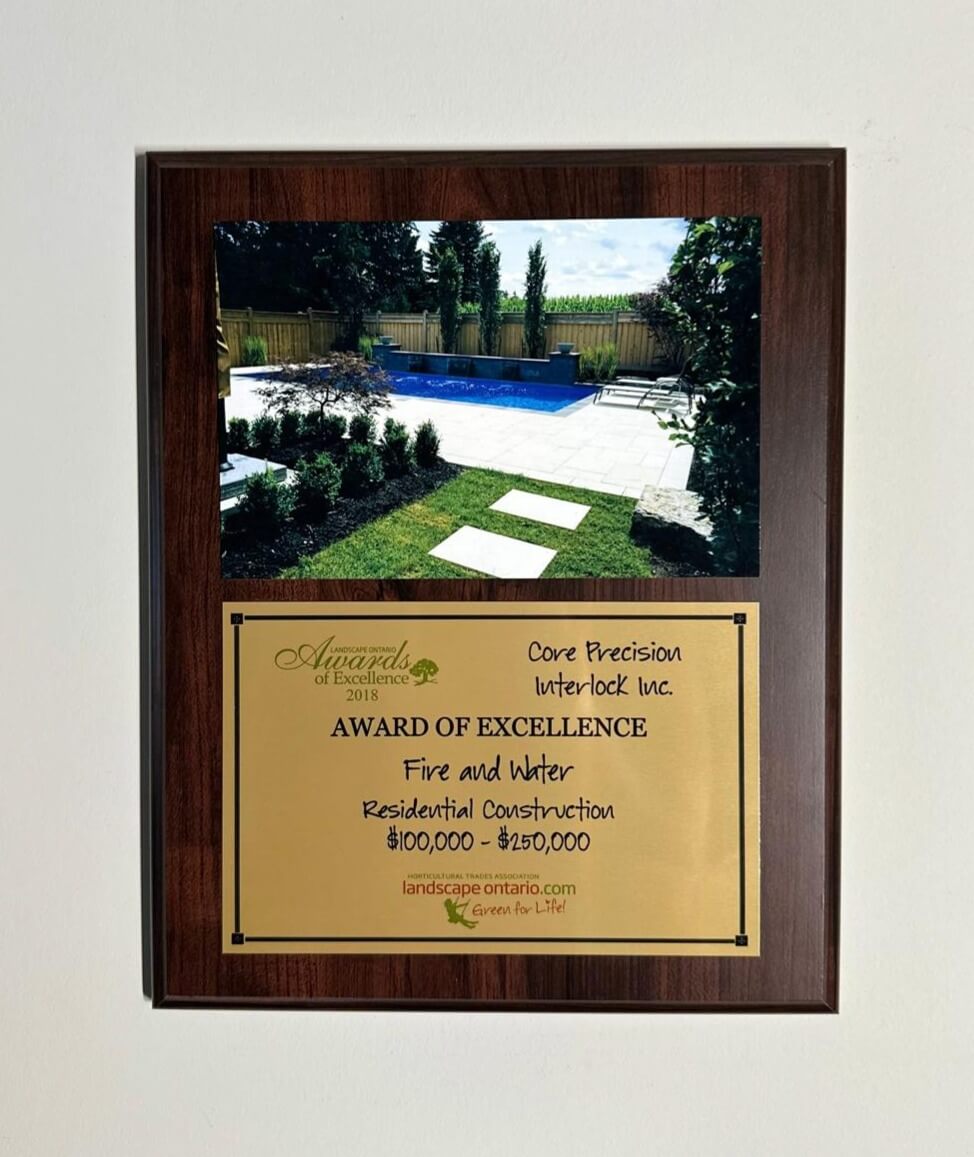 LANDSCAPE ONTARIO
Awards
of Excellence
2018
Core Precision
Interlock Inc.
AWARD OF EXCELLENCE
Fire and Water
Residential Construction
$100,000 - $250,000
HORTICULTURAL TRADES ASSOCIATION
landscape ontario.com
Green for Life!